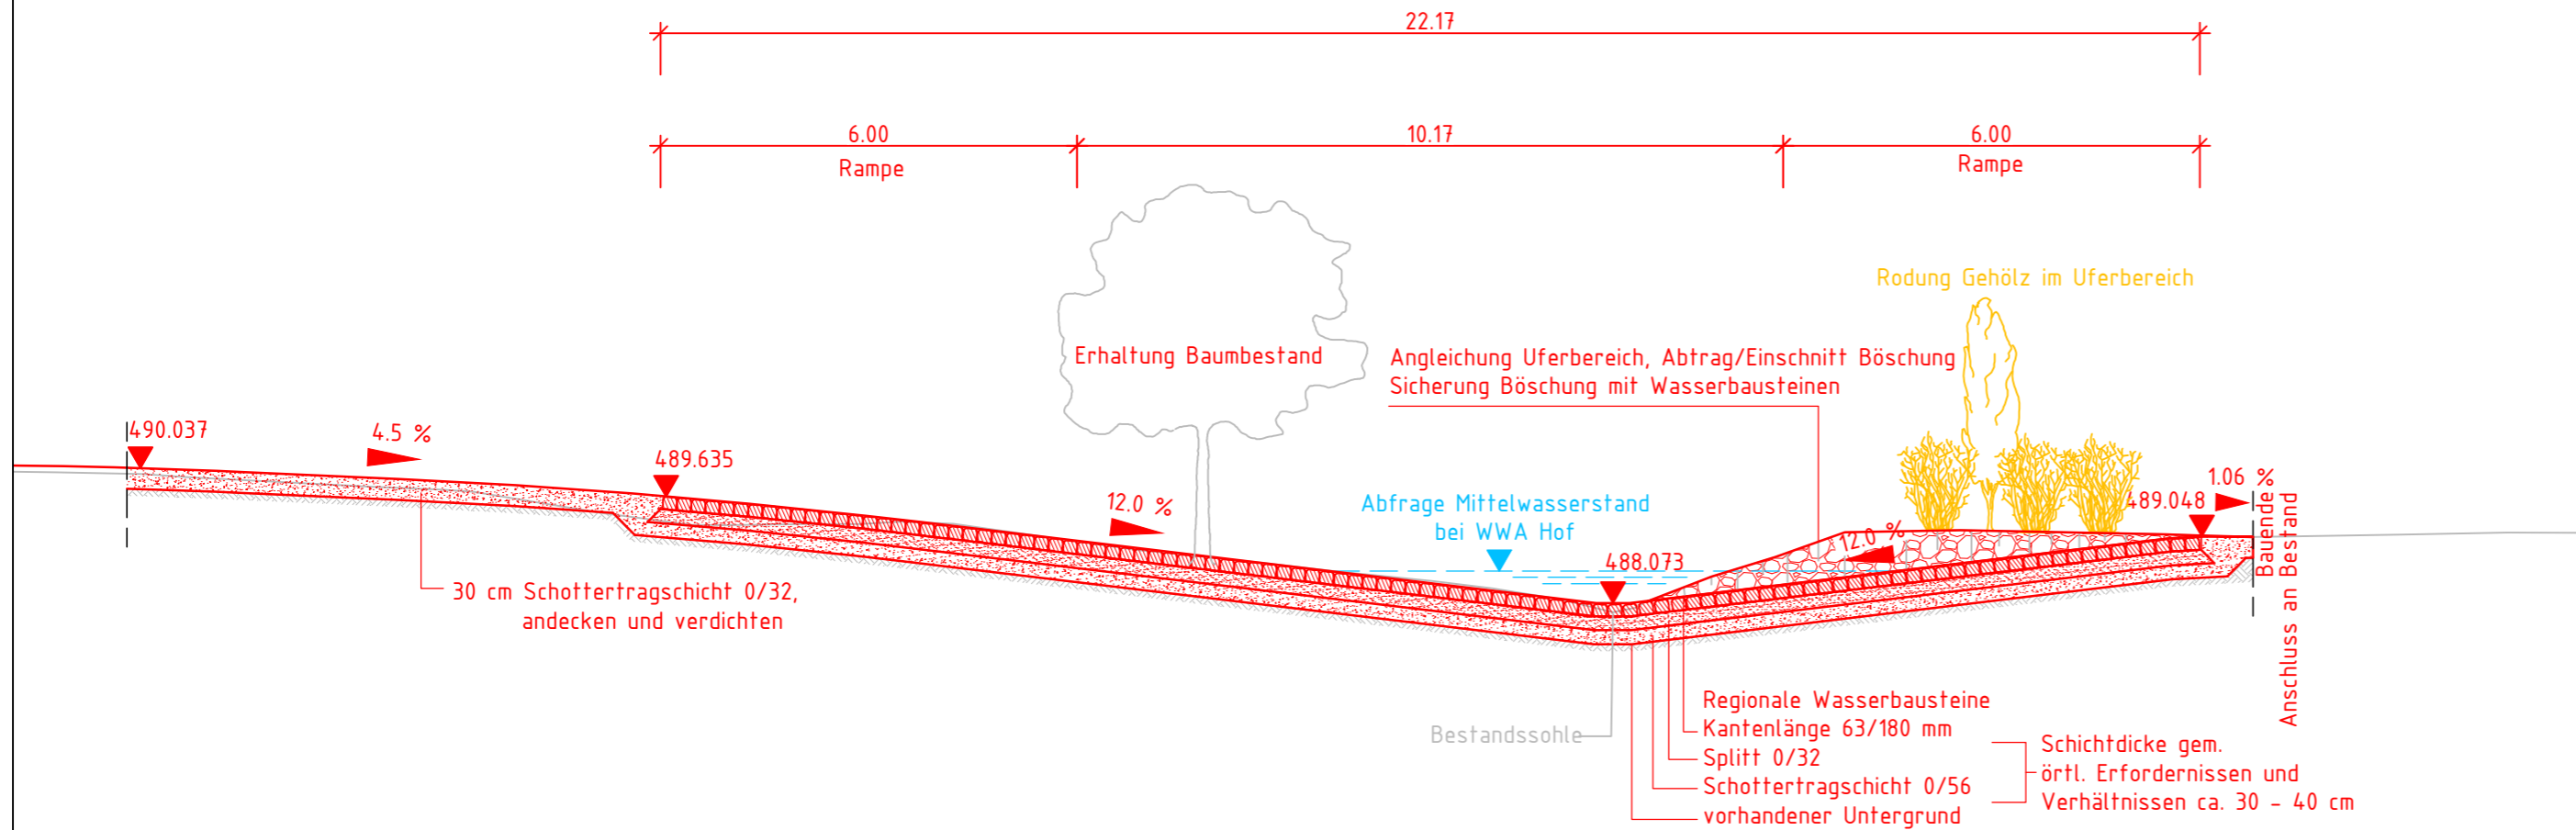 22.17
6.00
Rampe
10.17
6.00
Rampe
Rodung Gehölz im Uferbereich
Erhaltung Baumbestand
Angleichung Uferbereich, Abtrag/Einschnitt Böschung
Sicherung Böschung mit Wasserbausteinen
490.037
4.5 %
489.635
12.0 %
Abfrage Mittelwasserstand
bei WWA Hof
488.073
12.0 %
489.048
1.06 %
Bauende
Anschluss an Bestand
30 cm Schottertragschicht 0/32,
andecken und verdichten
Bestandssohle
Regionale Wasserbausteine
Kantenlänge 63/180 mm
Splitt 0/32
Schottertragschicht 0/56
vorhandener Untergrund
Schichtdicke gem.
örtl. Erfordernissen und
Verhältnissen ca. 30 - 40 cm